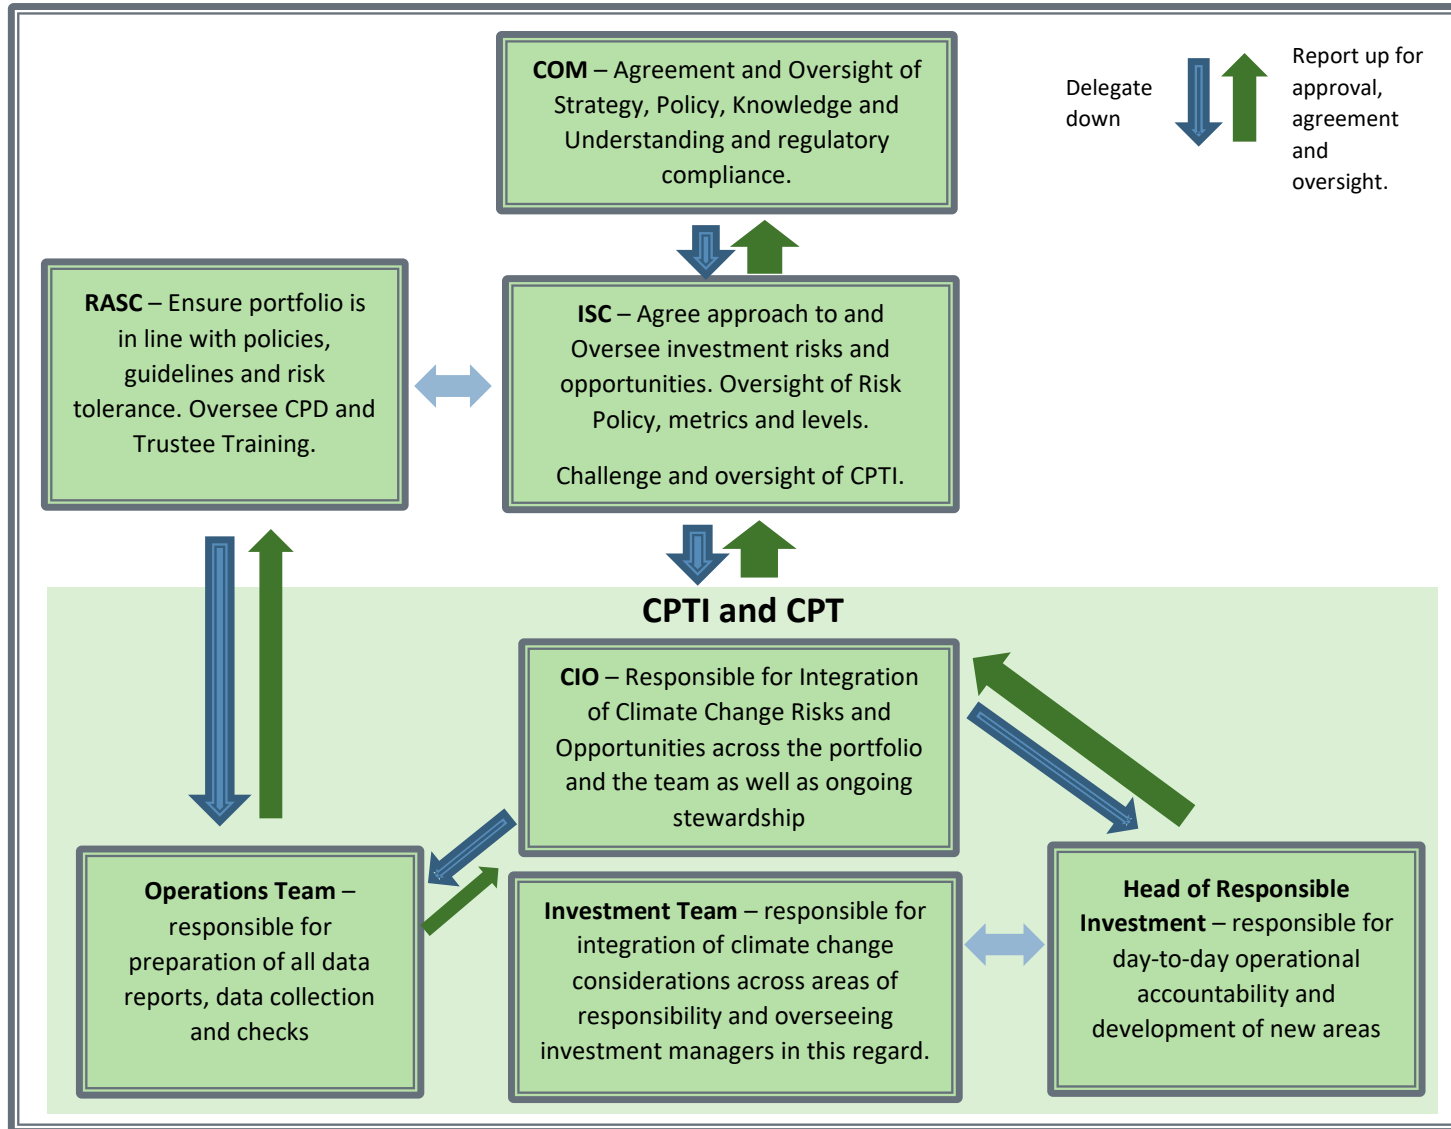 COM – Agreement and Oversight of
Strategy, Policy, Knowledge and
Understanding and regulatory
compliance.
Delegate
down
Report up for
approval,
agreement
and
oversight.
RASC – Ensure portfolio is
in line with policies,
guidelines and risk
tolerance. Oversee CPD and
Trustee Training.
ISC – Agree approach to and
Oversee investment risks and
opportunities. Oversight of Risk
Policy, metrics and levels.
Challenge and oversight of CPTI.
CPTI and CPT
CIO – Responsible for Integration
of Climate Change Risks and
Opportunities across the portfolio
and the team as well as ongoing
stewardship
Operations Team –
responsible for
preparation of all data
reports, data collection
and checks
Investment Team – responsible for
integration of climate change
considerations across areas of
responsibility and overseeing
investment managers in this regard.
Head of Responsible
Investment – responsible for
day-to-day operational
accountability and
development of new areas